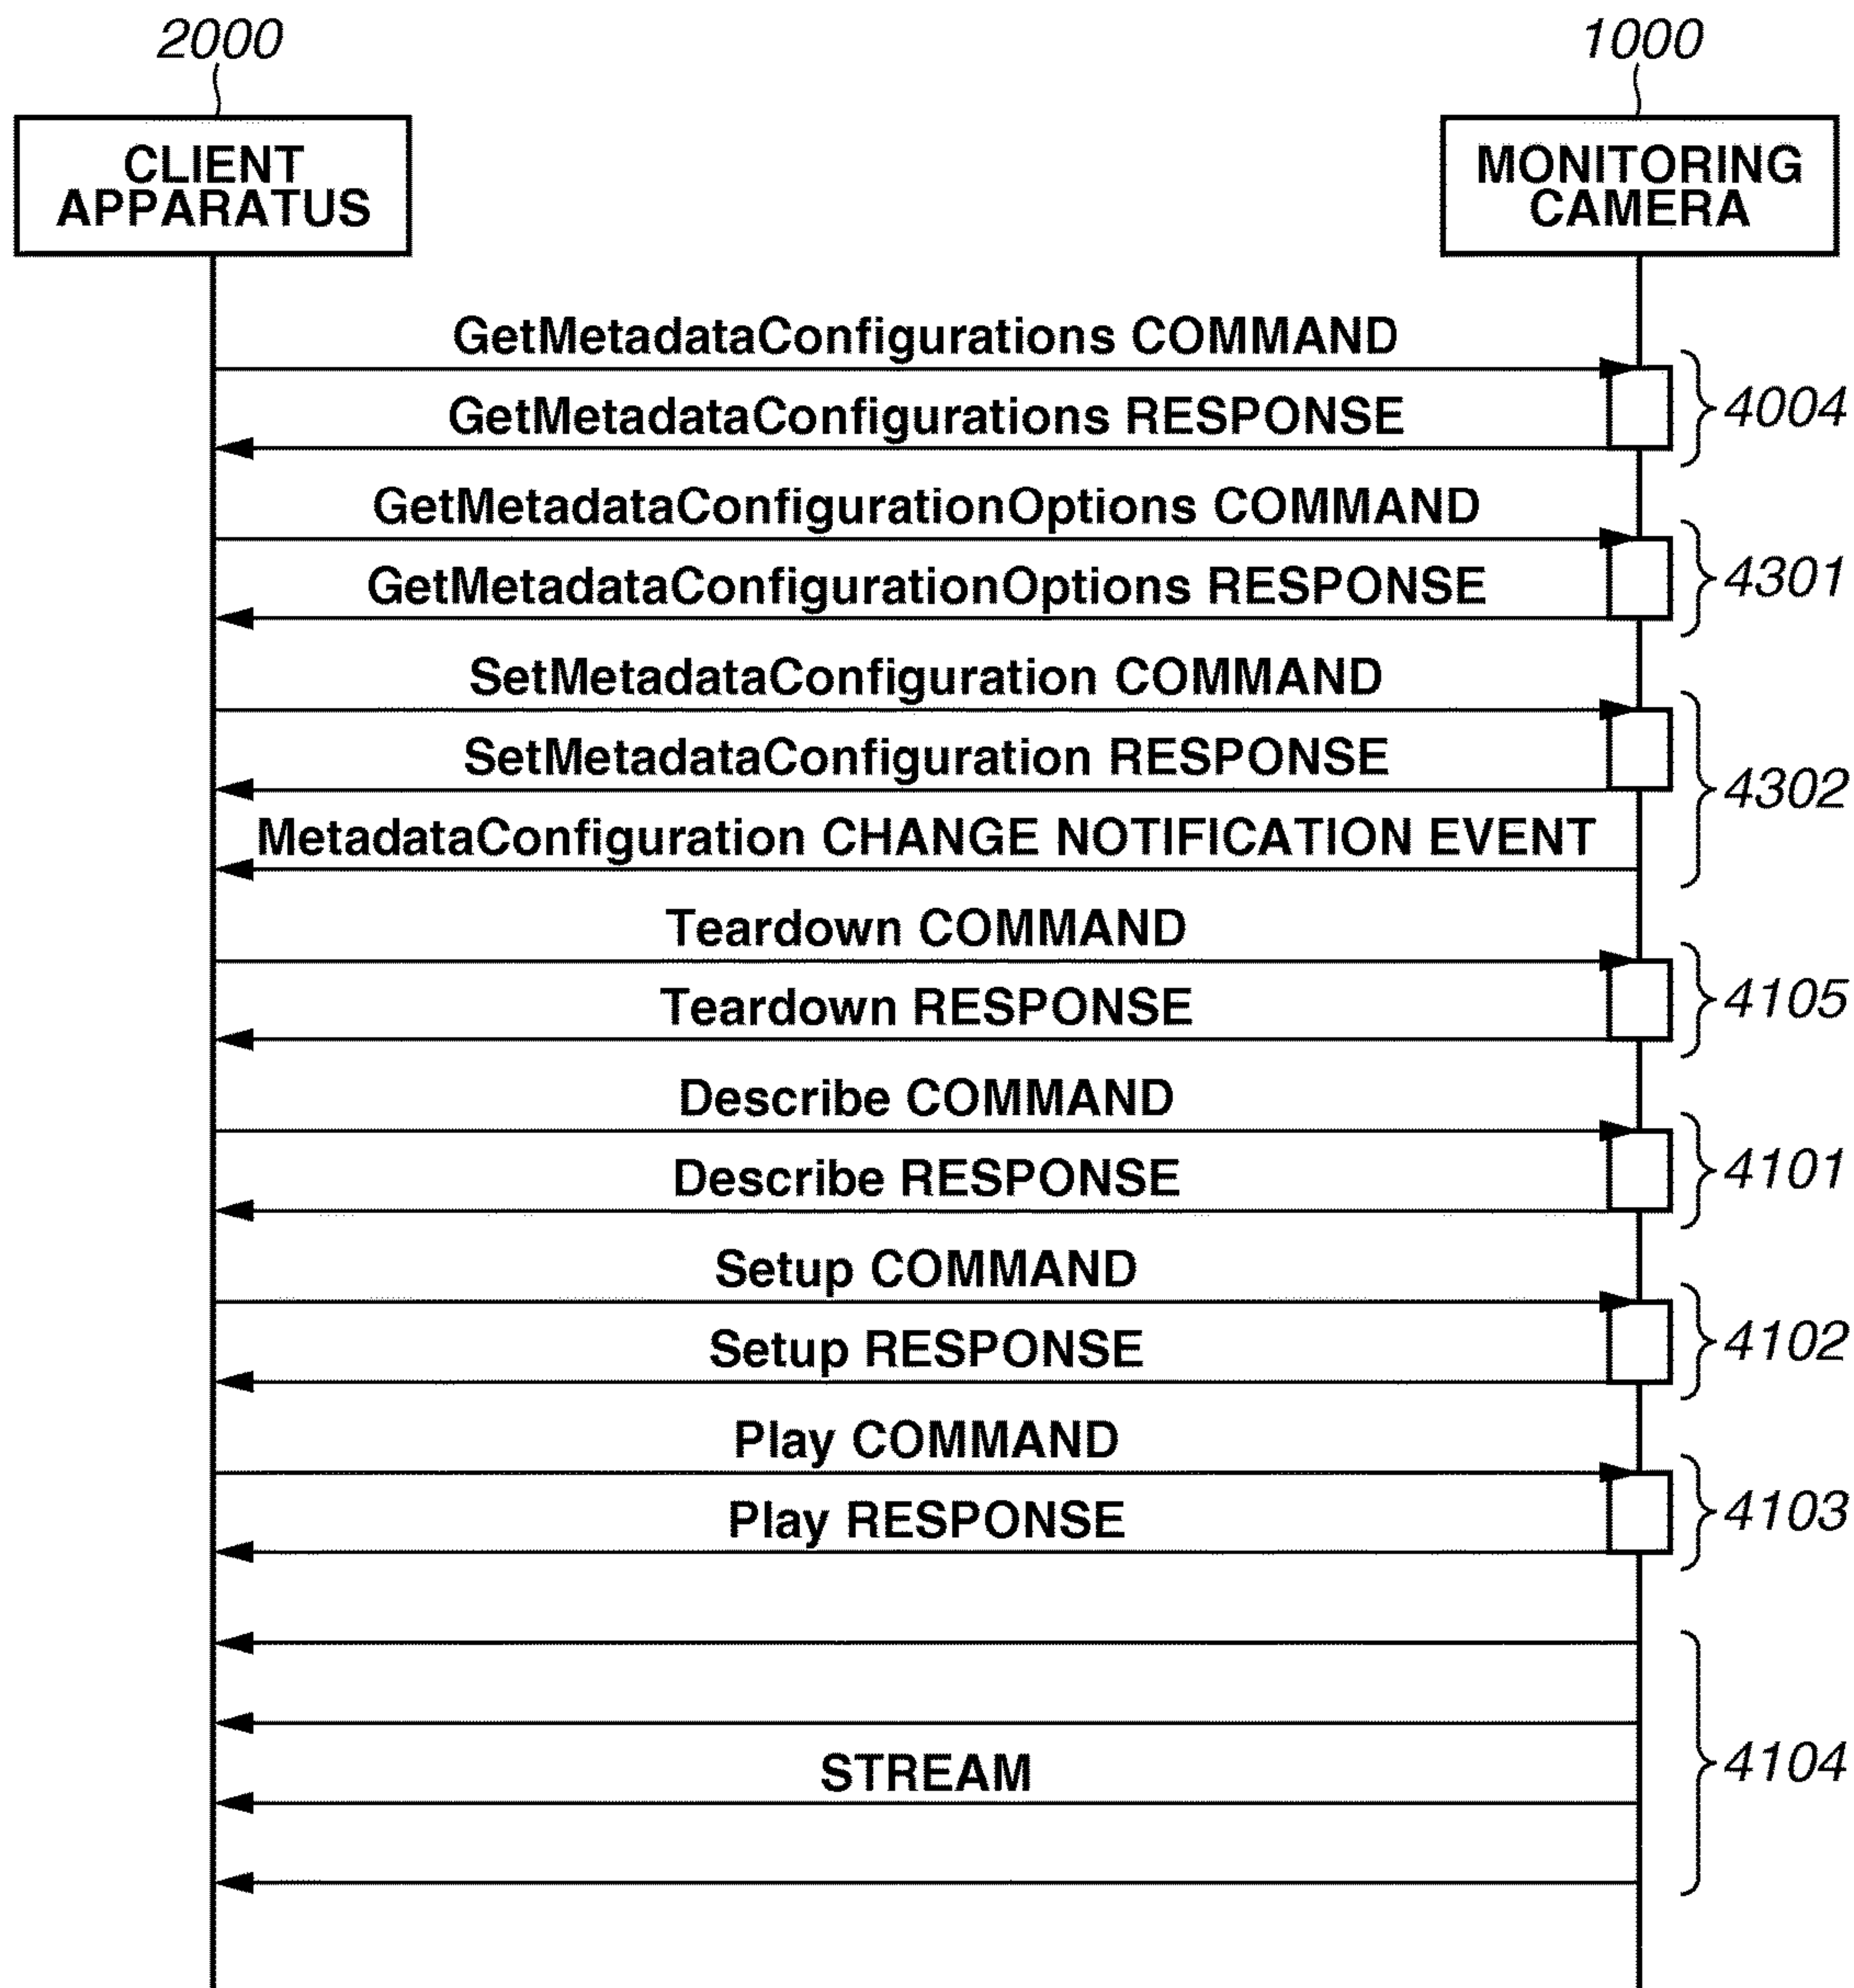 2000
1000
CLIENT
APPARATUS
MONITORING
CAMERA
GetMetadataConfigurations COMMAND
GetMetadataConfigurations RESPONSE
4004
GetMetadataConfigurationOptions COMMAND
GetMetadataConfigurationOptions RESPONSE
4301
SetMetadataConfiguration COMMAND
SetMetadataConfiguration RESPONSE
4302
MetadataConfiguration CHANGE NOTIFICATION EVENT
Teardown COMMAND
Teardown RESPONSE
4105
Describe COMMAND
Describe RESPONSE
4101
Setup COMMAND
Setup RESPONSE
4102
Play COMMAND
Play RESPONSE
4103
STREAM
4104